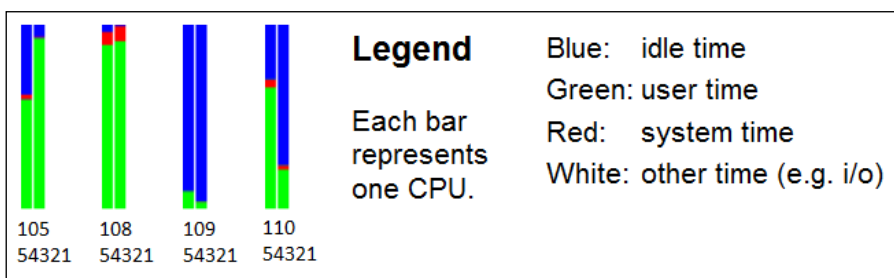 105 108 109 110
54321 54321 54321 54321
Legend
Each bar
represents
one CPU.
Blue: idle time
Green: user time
Red: system time
White: other time (e.g. i/o)